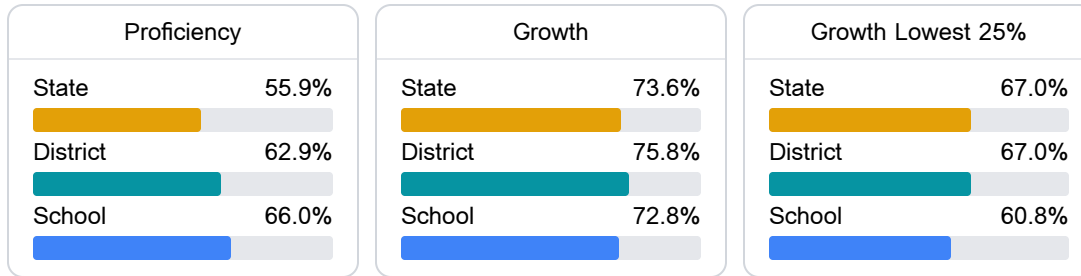 Proficiency
State 55.9%
District 62.9%
School 66.0%
Growth
State 73.6%
District 75.8%
School 72.8%
Growth Lowest 25%
State 67.0%
District 67.0%
School 60.8%